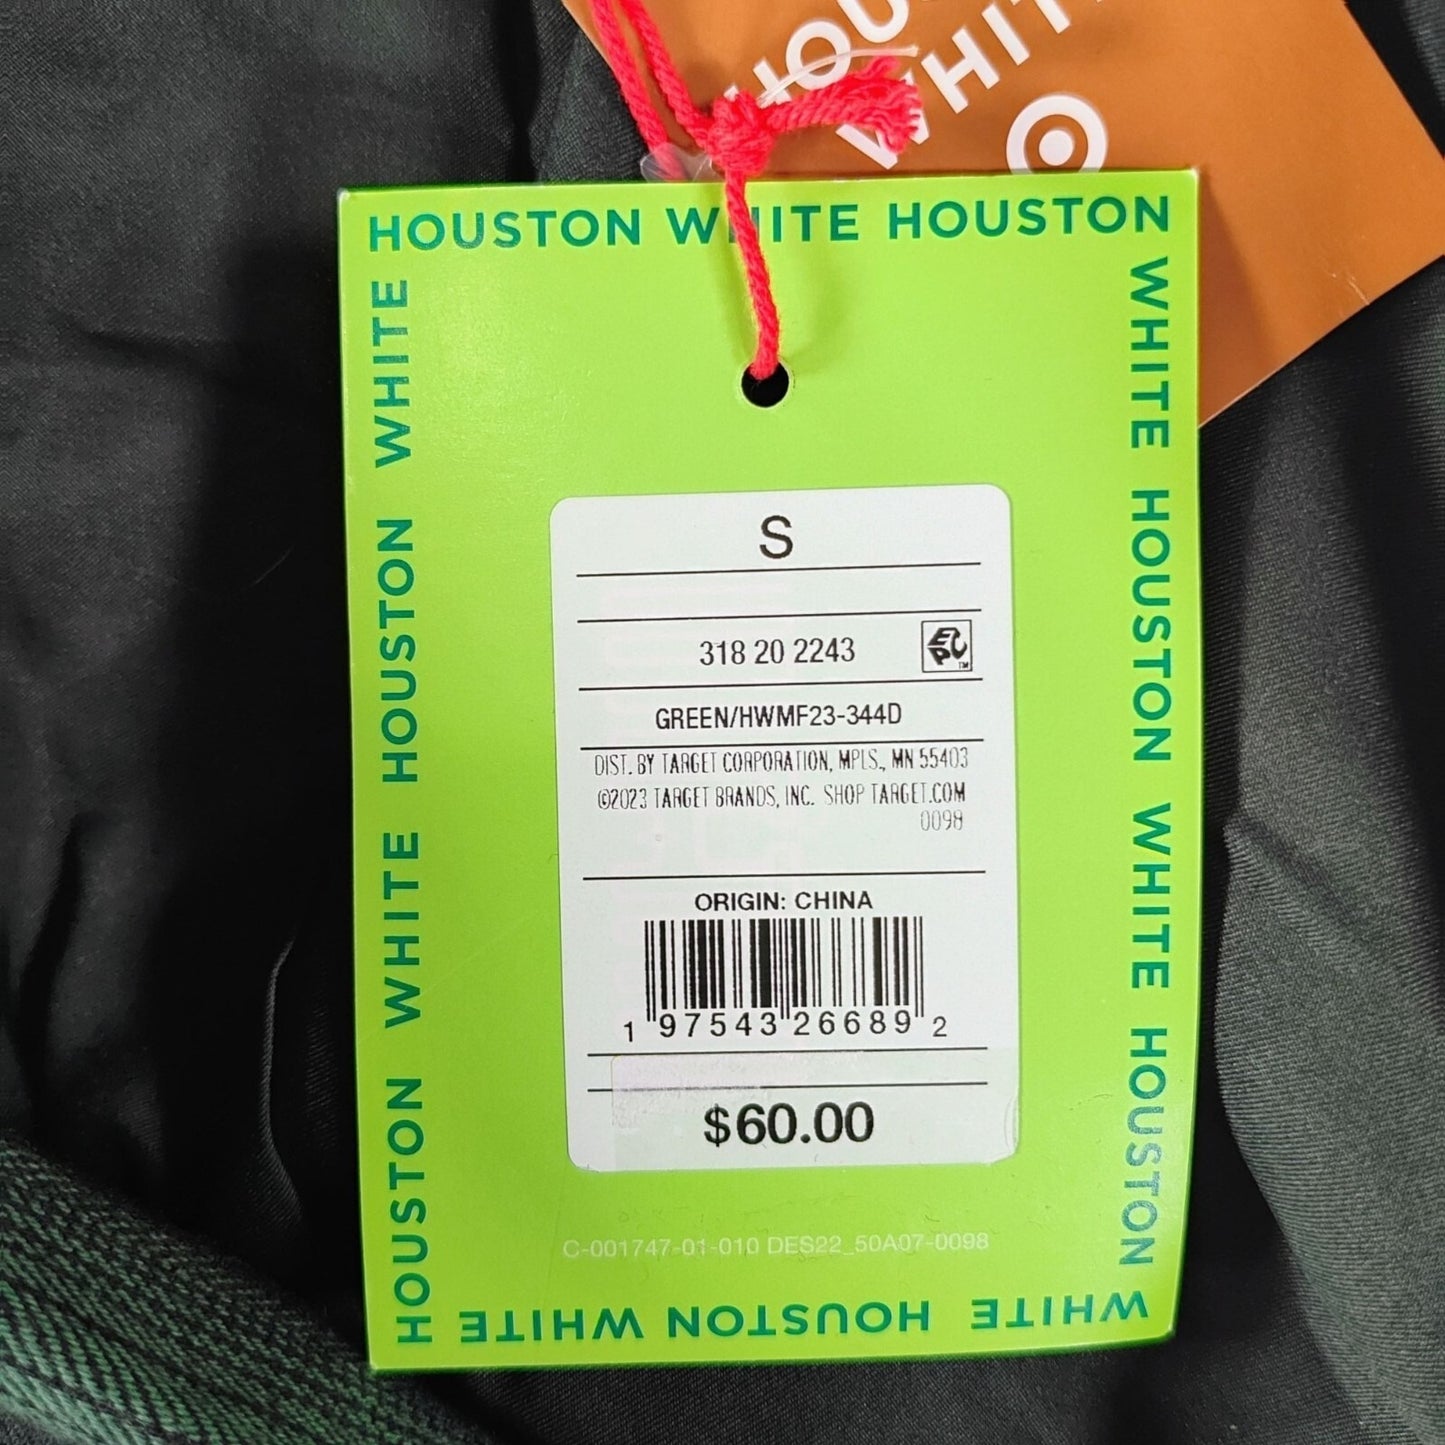 HOUSTON WHITE HOUSTON
WHITE HOUSTON WHITE HOUSTON
WHITE HOUSTON WHITE HOUSTON
WHITE HOUSTON WHITE
S
318 20 2243
EPC TM
GREEN/HWMF23-344D
DIST. BY TARGET CORPORATION, MPLS., MN 55403
©2023 TARGET BRANDS, INC. SHOP TARGET.COM
0098
ORIGIN: CHINA
1 97543 26689 2
$60.00
C-001747-01-010 DES22_50A07-0098